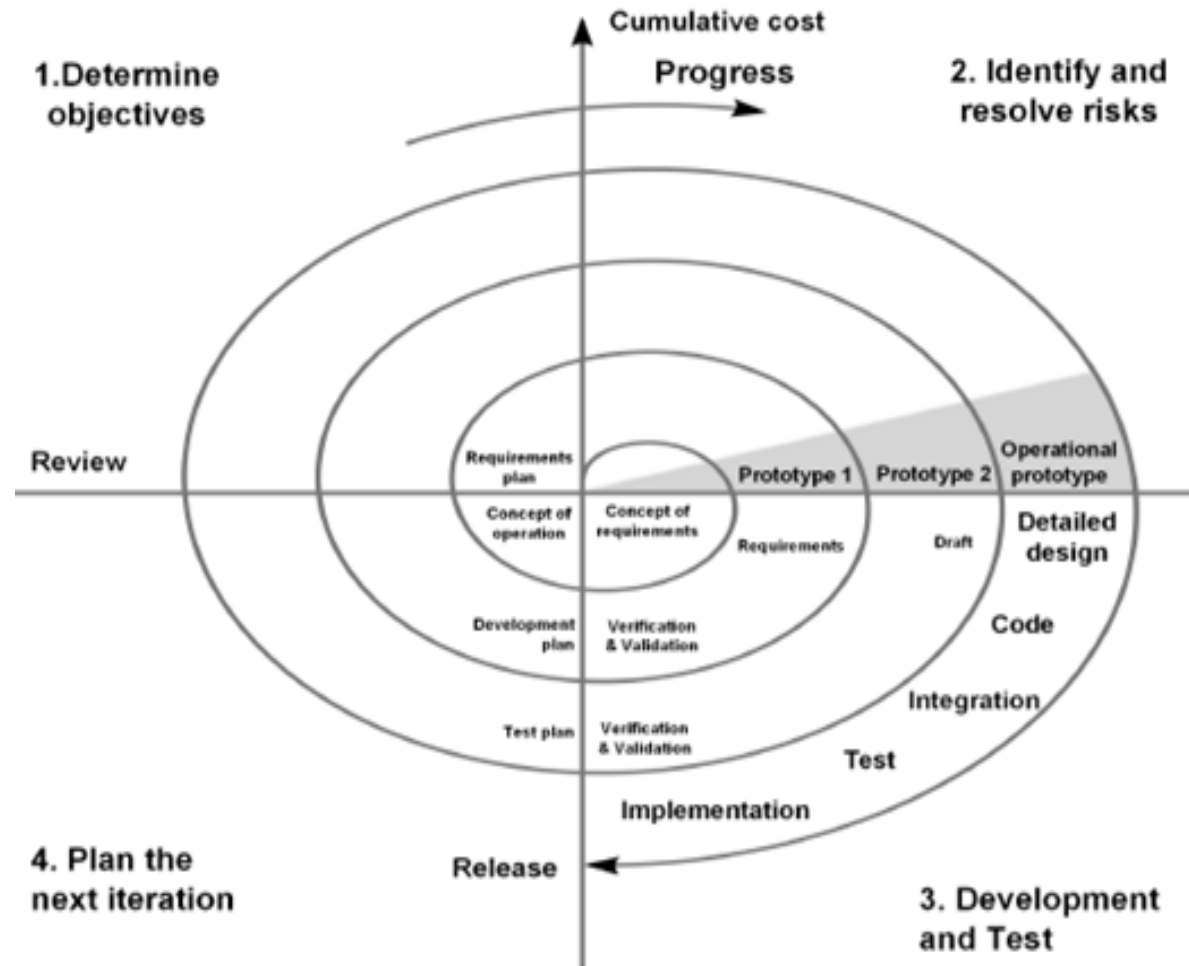 Cumulative cost
1.Determine
objectives
Progress
2. Identify and
resolve risks
Review
Requirements
plan
Prototype 1
Prototype 2
Operational
prototype
Concept of
operation
Concept of
requirements
Requirements
Draft
Detailed
design
Development
plan
Verification
& Validation
Code
Integration
Test plan
Verification
& Validation
Test
Implementation
4. Plan the
next iteration
Release
3. Development
and Test